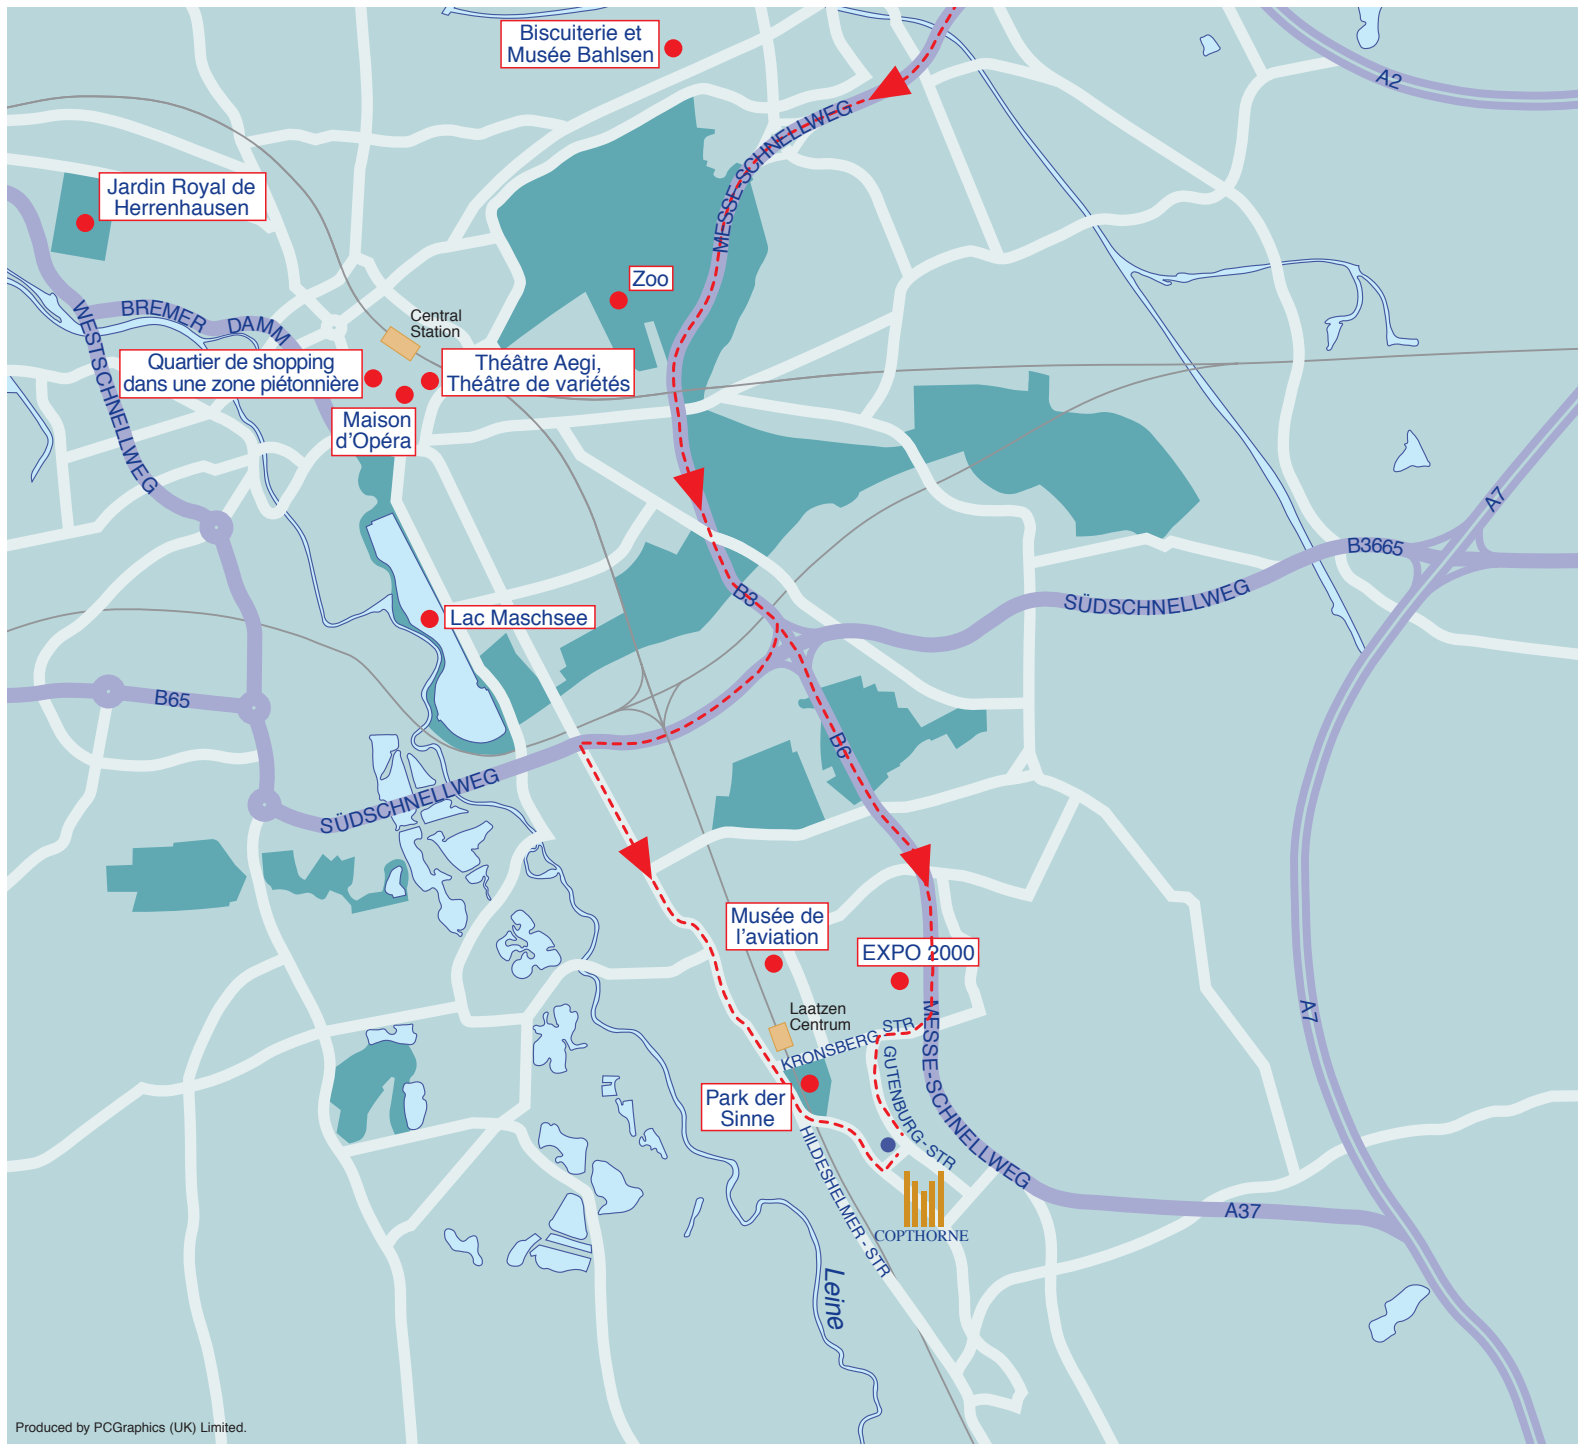 Biscuiterie et
Musée Bahlsen
A2
MESSE-SCHNELLWEG
Jardin Royal de
Herrenhausen
MESSE-SCHNELLWEG
Zoo
BREMER DAMM
Central
Station
WESTSCHNELLWEG
Quartier de shopping
dans une zone piétonnière
Théâtre Aegi,
Théâtre de variétés
Maison
d'Opéra
A7
B3665
B3
SÜDSCHNELLWEG
Lac Maschsee
B65
B6
SÜDSCHNELLWEG
Musée de
l'aviation
EXPO 2000
Laatzen
Centrum
A7
KRONSBERG STR
MESSE-SCHNELLWEG
GUTENBURG-STR
Park der
Sinne
HILDESHELMER-STR
A37
COPTHORNE
Leine
Produced by PCGraphics (UK) Limited.